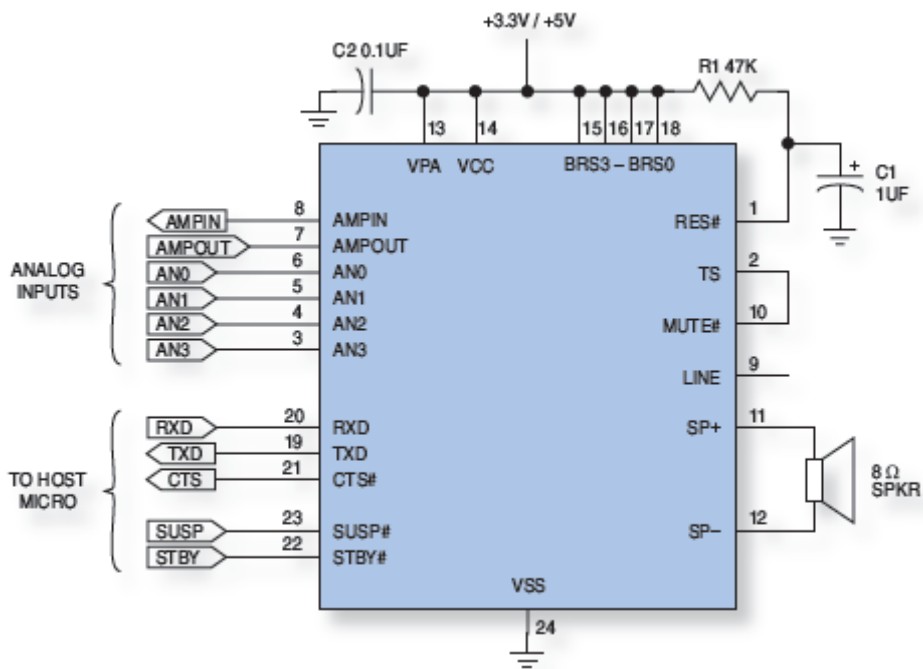 +3.3V / +5V
C2 0.1UF
R1 47K
13
14
15
16
17
18
VPA
VCC
BRS3 – BRS0
+
C1
1UF
ANALOG
INPUTS
AMPIN
8
AMPIN
AMPOUT
7
AMPOUT
AN0
6
AN0
AN1
5
AN1
AN2
4
AN2
AN3
3
AN3
RES#
1
TS
2
MUTE#
10
LINE
9
TO HOST
MICRO
RXD
20
RXD
TXD
19
TXD
CTS
21
CTS#
SUSP
23
SUSP#
STBY
22
STBY#
SP+
11
8 Ω
SPKR
SP–
12
VSS
24